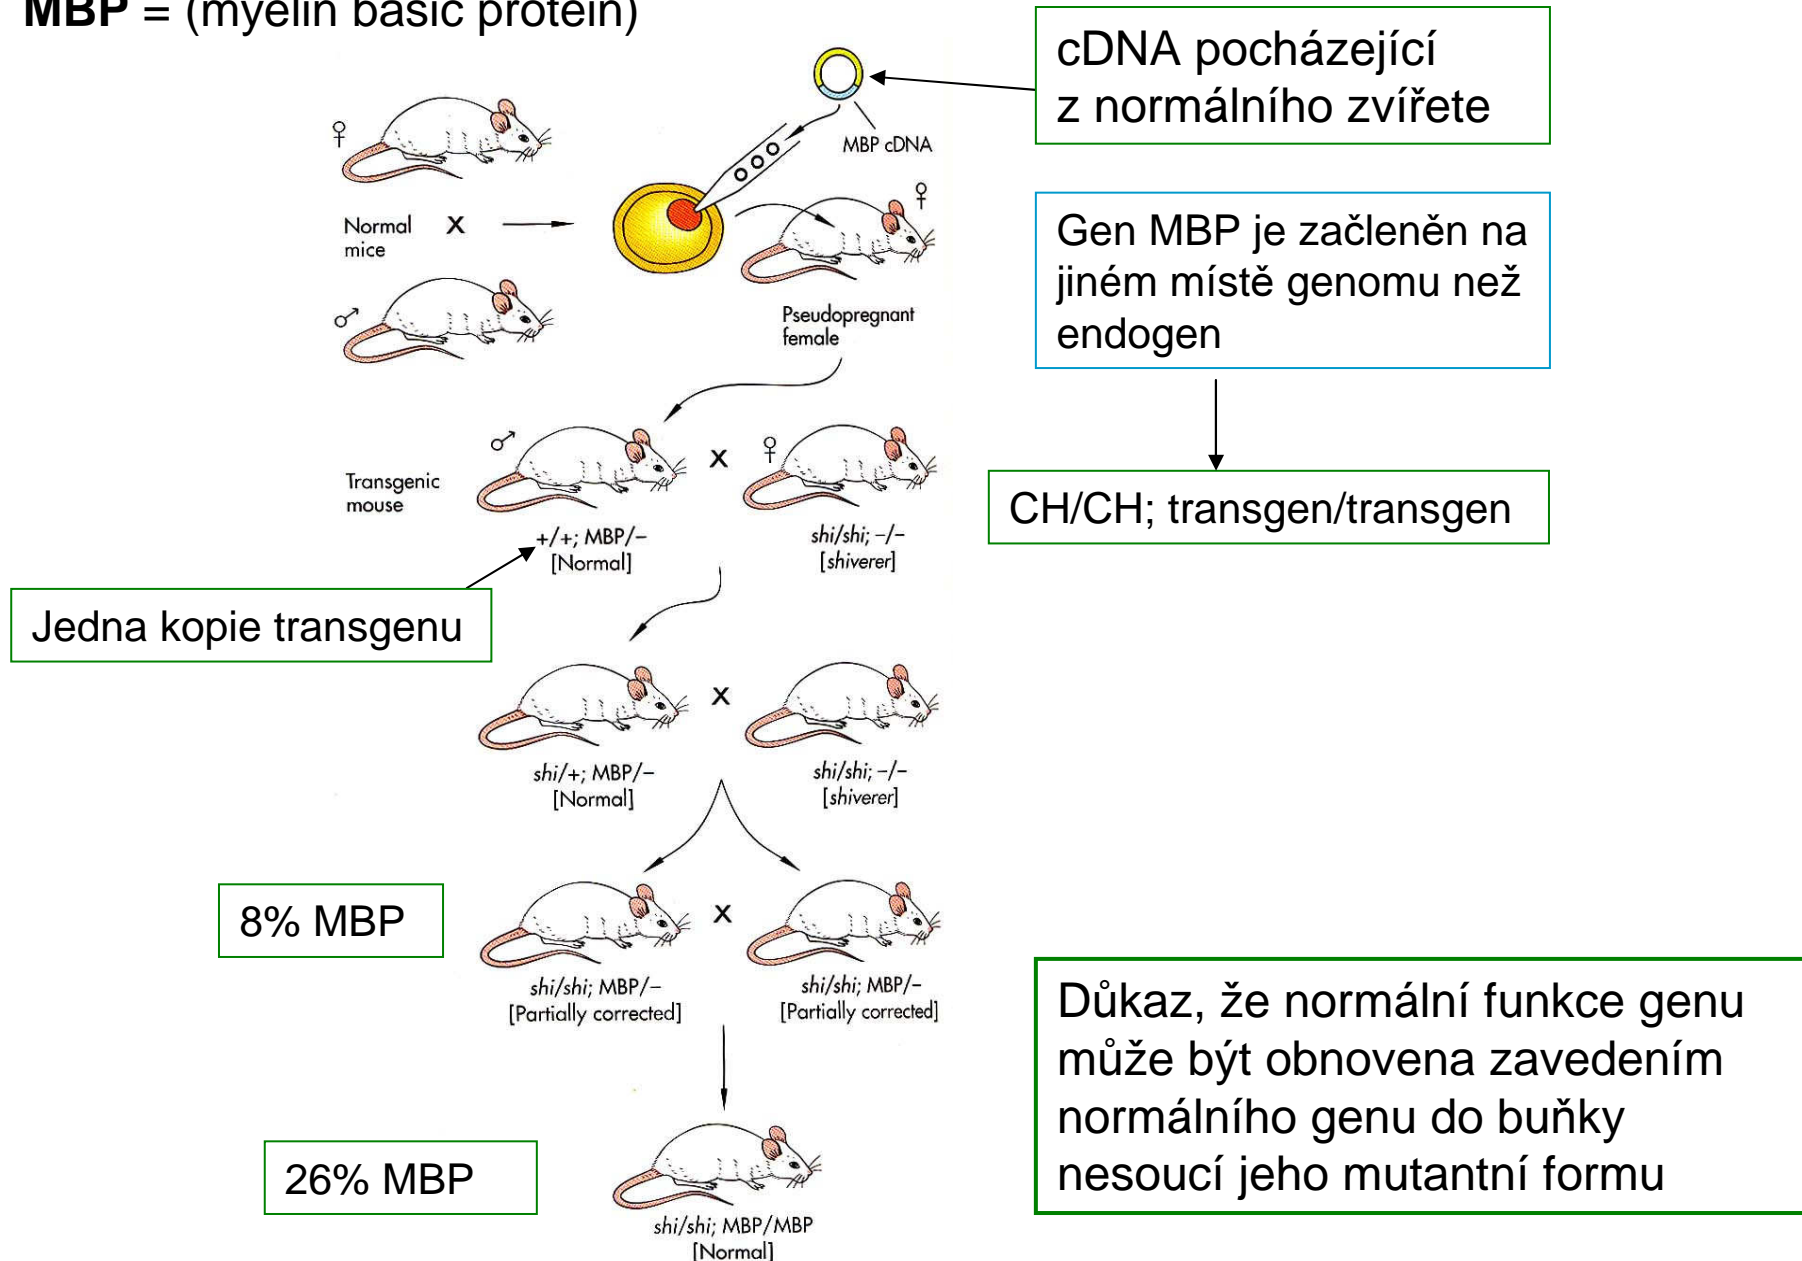 MBP = (myelin basic protein)
cDNA pocházející
z normálního zvířete
♀
MBP cDNA
♀
Normal
mice
X
♂
Pseudopregnant
female
Gen MBP je začleněn na
jiném místě genomu než
endogen
♂
X
♀
Transgenic
mouse
+/+; MBP/–
[Normal]
shi/shi; –/–
[shiverer]
CH/CH; transgen/transgen
Jedna kopie transgenu
X
shi/+; MBP/–
[Normal]
shi/shi; –/–
[shiverer]
8% MBP
X
shi/shi; MBP/–
[Partially corrected]
shi/shi; MBP/–
[Partially corrected]
Důkaz, že normální funkce genu
může být obnovena zavedením
normálního genu do buňky
nesoucí jeho mutantní formu
26% MBP
shi/shi; MBP/MBP
[Normal]